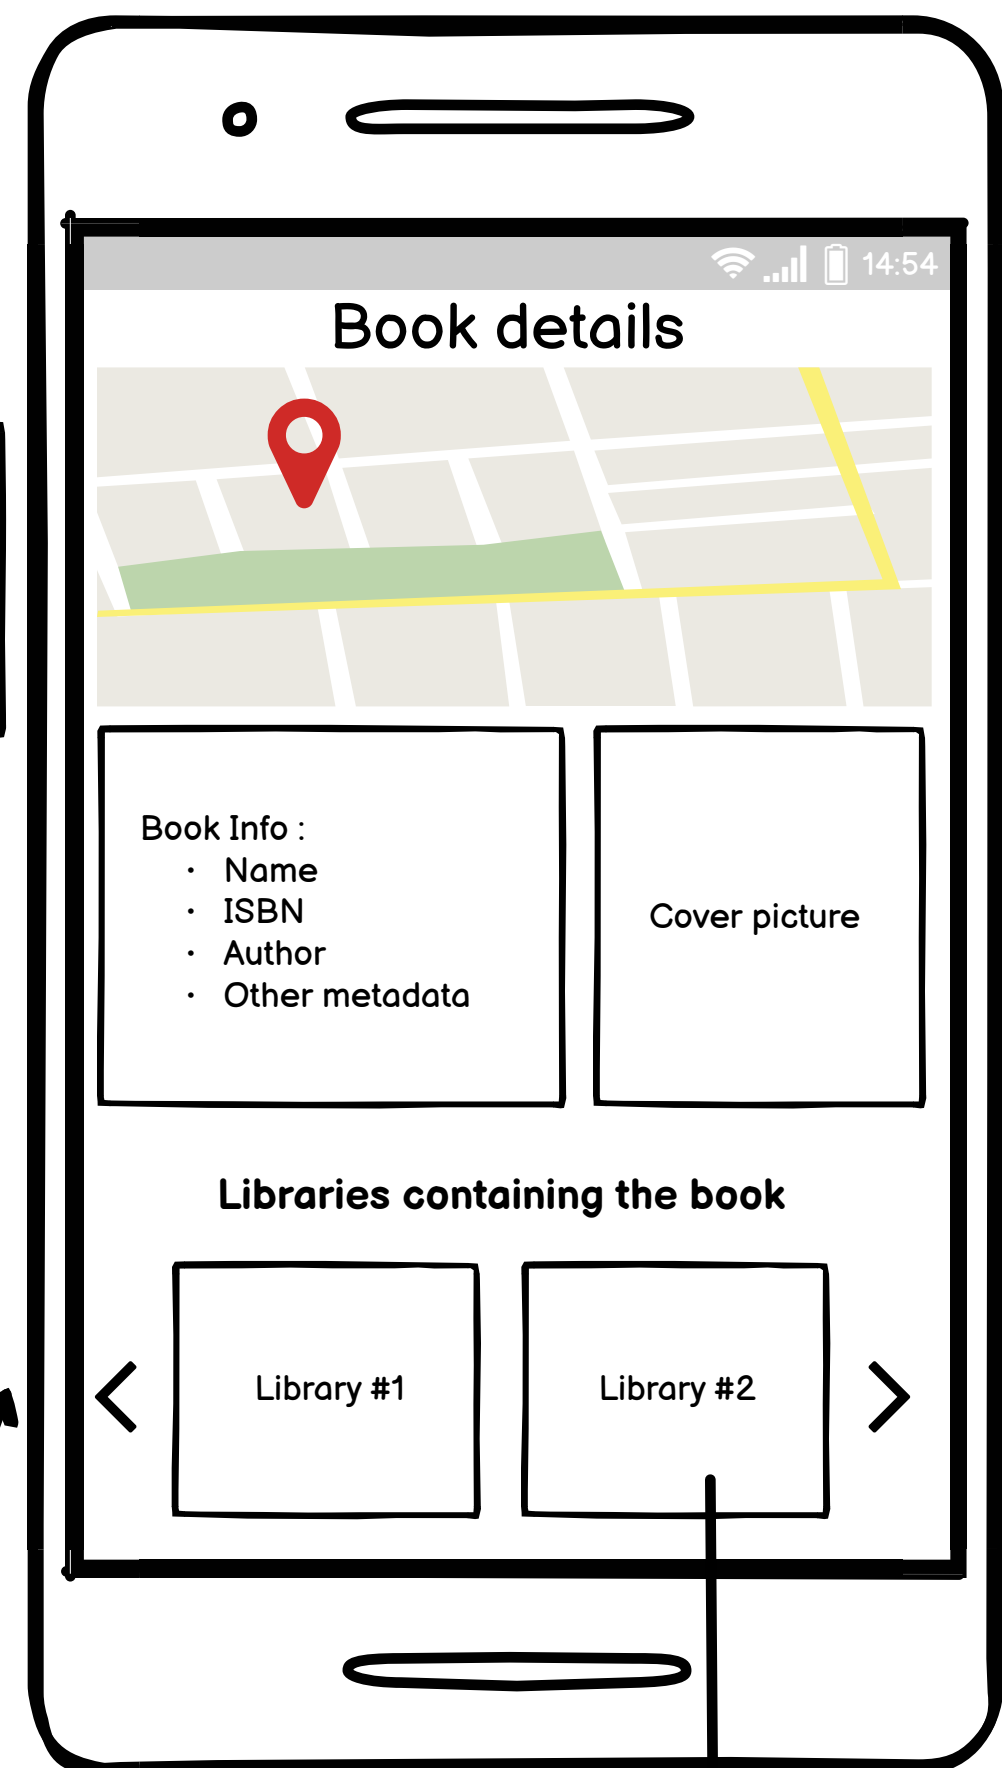 14:54
Book details
Book Info :
· Name
· ISBN
· Author
· Other metadata
Cover picture
Libraries containing the book
Library #1
Library #2